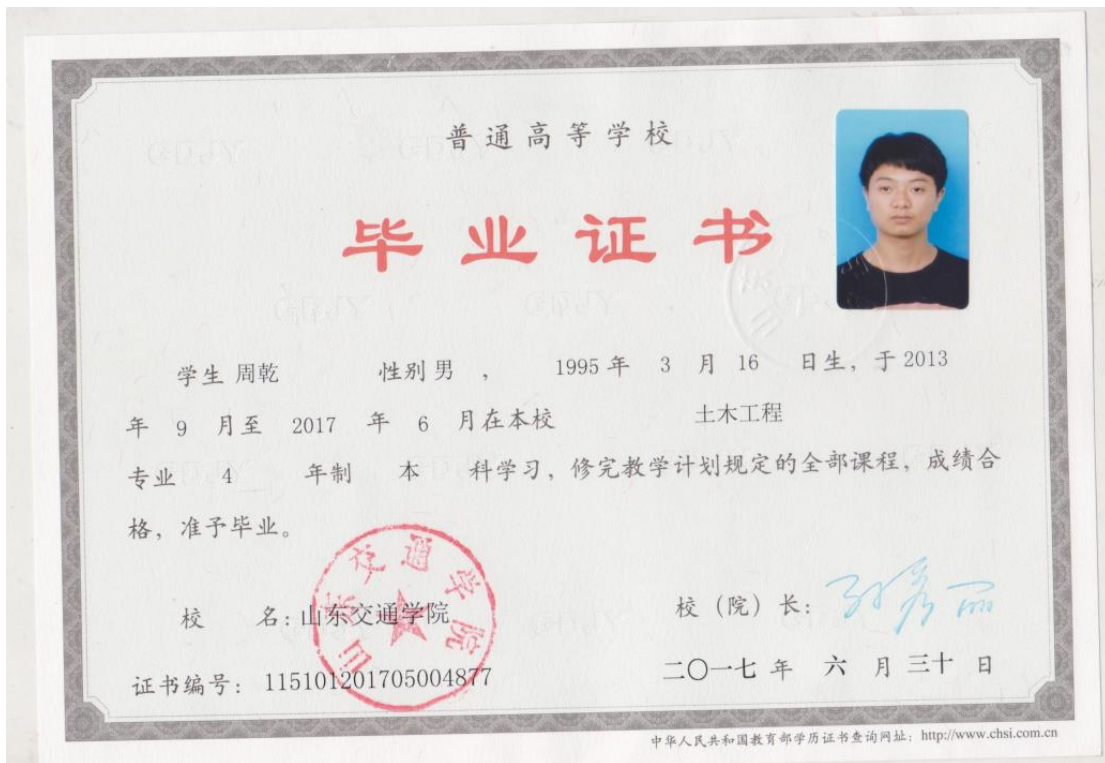 普通高等学校
毕业证书
学生 周乾 性别 男 , 1995 年 3 月 16 日生, 于 2013
年 9 月至 2017 年 6 月在本校 土木工程
专业 4 年制 本 科学习, 修完教学计划规定的全部课程, 成绩合
格, 准予毕业。
山东交通学院
校 名: 山东交通学院
校 (院) 长:
证书编号: 115101201705004877
二〇一七 年 六 月 三十 日
中华人民共和国教育部学历证书查询网址: http://www.chsi.com.cn